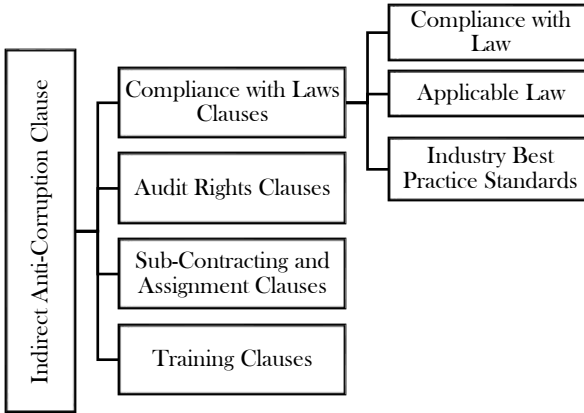 Indirect Anti-Corruption Clause
Compliance with Laws
Clauses
Audit Rights Clauses
Sub-Contracting and
Assignment Clauses
Training Clauses
Compliance with
Law
Applicable Law
Industry Best
Practice Standards